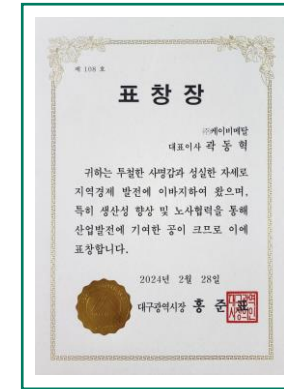 제 108 호
표 창 장
㈜케이비메탈
대표이사 곽 동 혁
귀하는 투철한 사명감과 성실한 자세로
지역경제 발전에 이바지하여 왔으며,
특히 생산성 향상 및 노사협력을 통해
산업발전에 기여한 공이 크므로 이에
표창합니다.
2024년 2월 28일
대구광역시장 홍 준 표